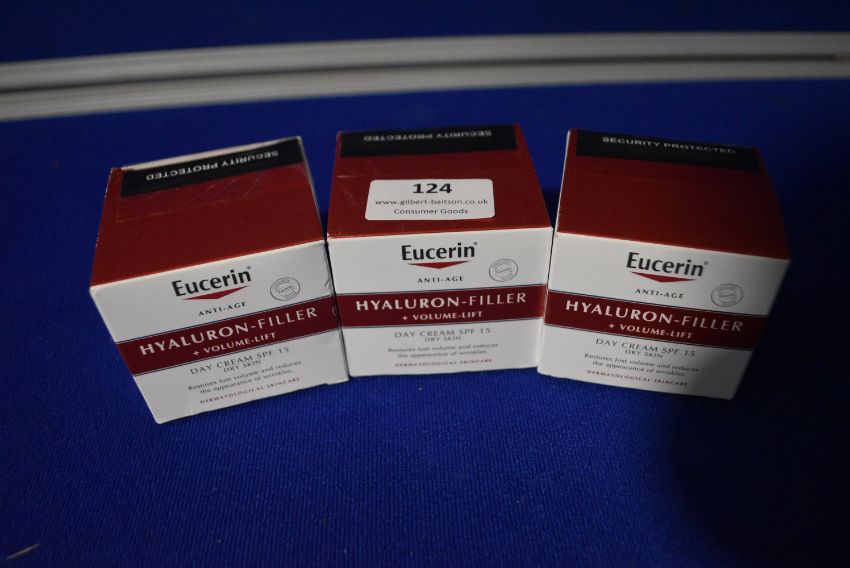 SECURITY PROTECTED
Eucerin®
ANTI-AGE
HYALURON-FILLER
+ VOLUME-LIFT
DAY CREAM SPF 15
DRY SKIN
Restores lost volume and reduces
the appearance of wrinkles.
DERMATOLOGICAL SKINCARE
SECURITY PROTECTED
124
www.gilbert-baitson.co.uk
Consumer Goods
Eucerin®
ANTI-AGE
HYALURON-FILLER
+ VOLUME-LIFT
DAY CREAM SPF 15
DRY SKIN
Restores lost volume and reduces
the appearance of wrinkles.
DERMATOLOGICAL SKINCARE
SECURITY PROTECTED
Eucerin®
ANTI-AGE
HYALURON-FILLER
+ VOLUME-LIFT
DAY CREAM SPF 15
DRY SKIN
Restores lost volume and reduces
the appearance of wrinkles.
DERMATOLOGICAL SKINCARE